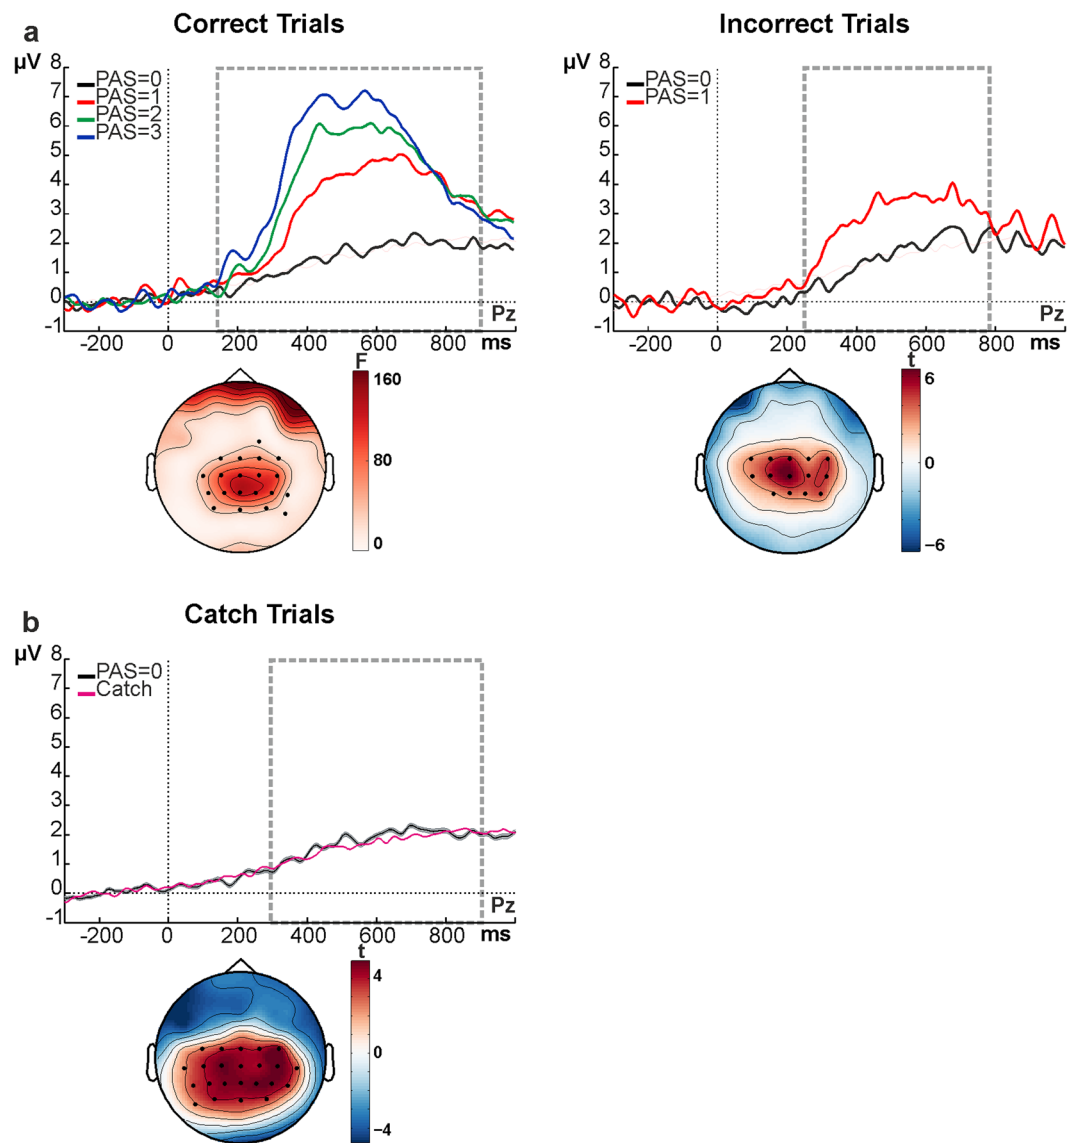 a
Correct Trials
µV
8
7
6
5
4
3
2
1
0
-1
PAS=0
PAS=1
PAS=2
PAS=3
Pz
-200 0 200 400 600 800 ms
F
160
80
0
Incorrect Trials
µV
8
7
6
5
4
3
2
1
0
-1
PAS=0
PAS=1
Pz
-200 0 200 400 600 800 ms
t
6
0
−6
b
Catch Trials
µV
8
7
6
5
4
3
2
1
0
-1
PAS=0
Catch
Pz
-200 0 200 400 600 800 ms
t
4
0
−4